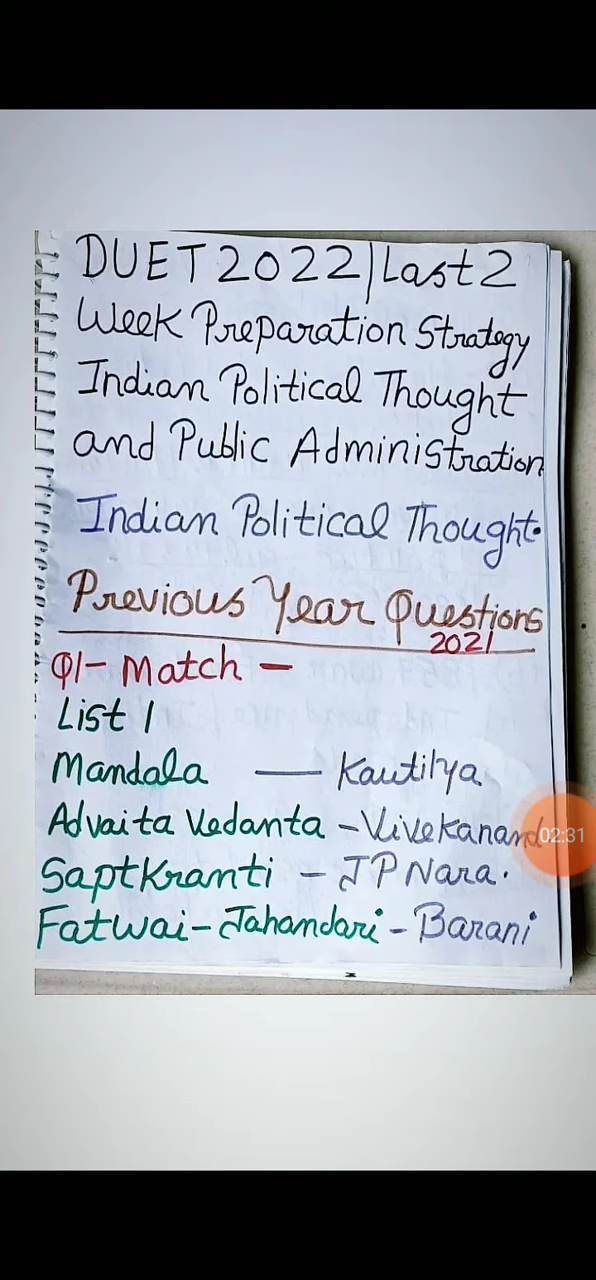 DUET 2022 | Last 2
Week Preparation Strategy
Indian Political Thought
and Public Administration
Indian Political Thought.
Previous Year Questions
2021
Q1- Match -
List 1
Mandala — Kautilya
Advaita Vedanta - Vivekanand
02:31
SaptKranti - JP Nara.
Fatwai - Jahandari - Barani